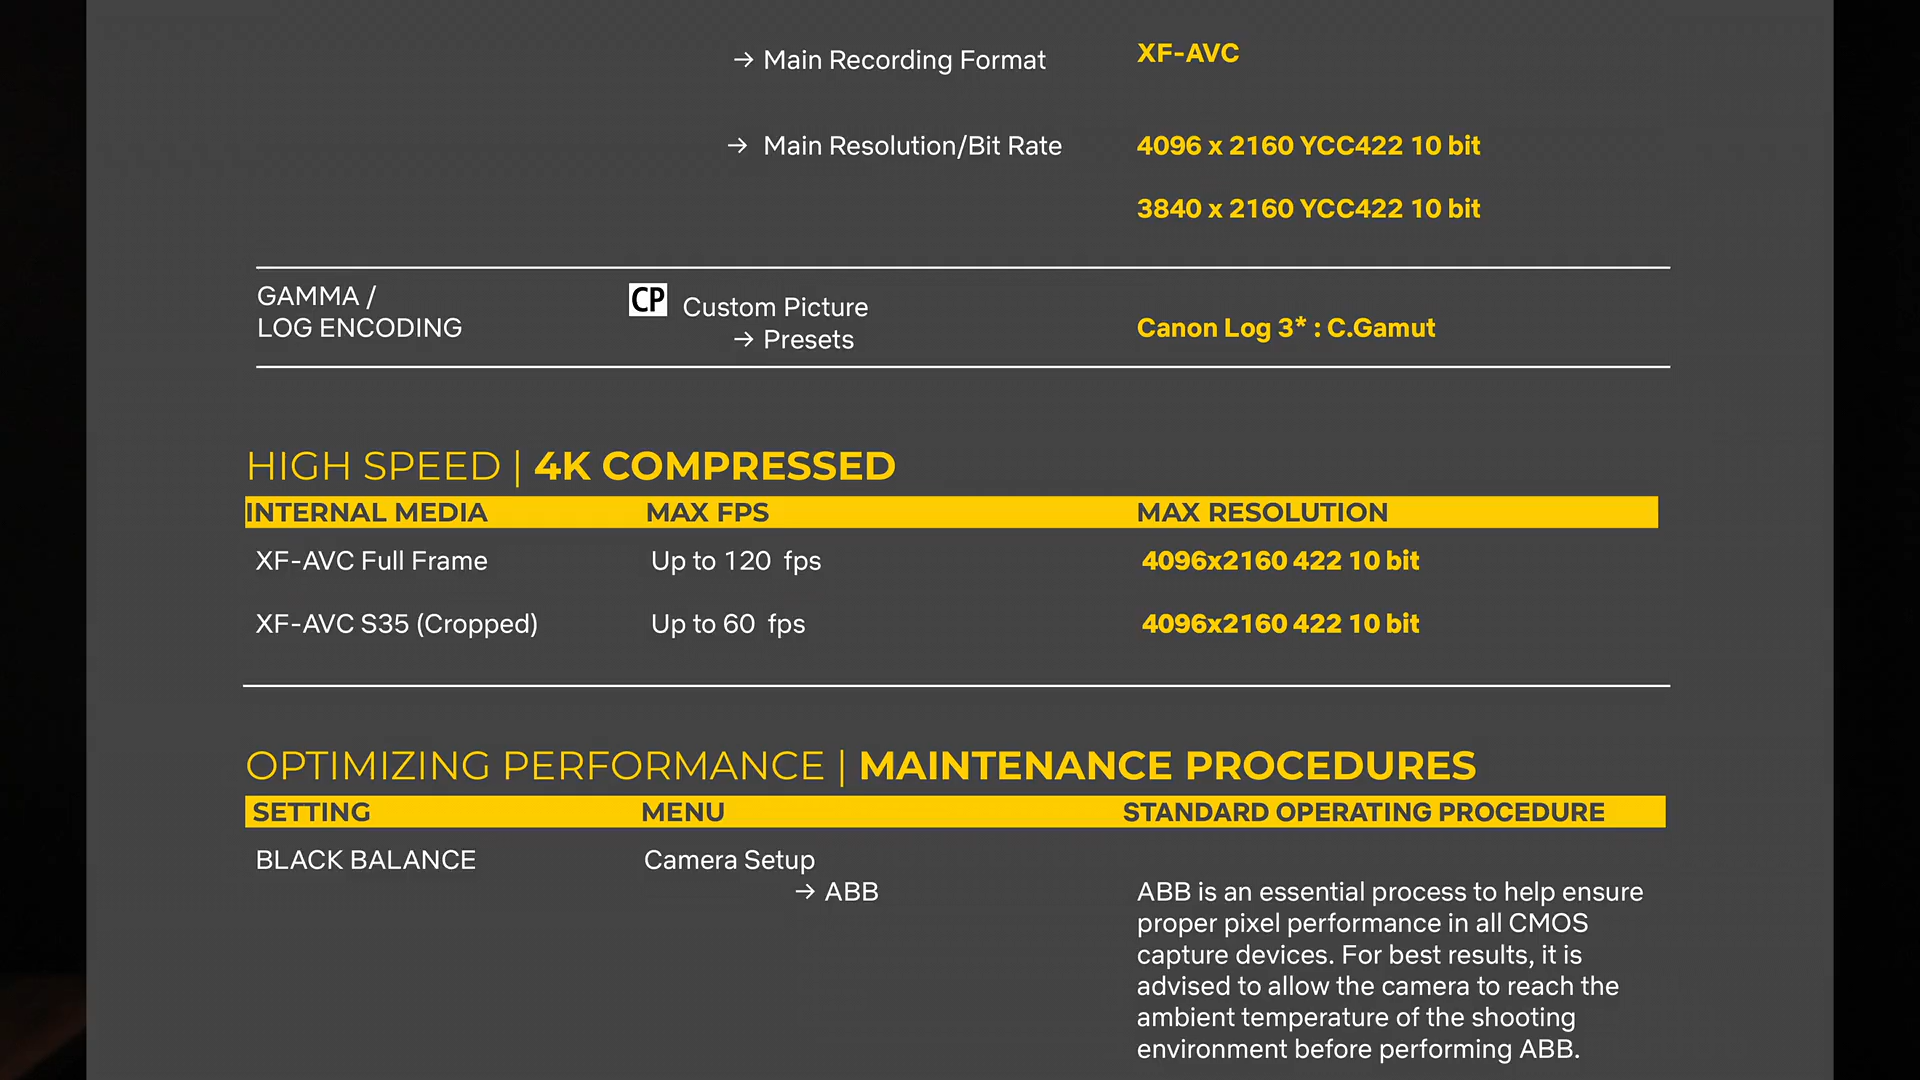 → Main Recording Format XF-AVC
→ Main Resolution/Bit Rate 4096 x 2160 YCC422 10 bit
3840 x 2160 YCC422 10 bit
GAMMA /
LOG ENCODING
CP Custom Picture
→ Presets
Canon Log 3* : C.Gamut
HIGH SPEED | 4K COMPRESSED
INTERNAL MEDIA MAX FPS MAX RESOLUTION
XF-AVC Full Frame Up to 120 fps 4096x2160 422 10 bit
XF-AVC S35 (Cropped) Up to 60 fps 4096x2160 422 10 bit
OPTIMIZING PERFORMANCE | MAINTENANCE PROCEDURES
SETTING MENU STANDARD OPERATING PROCEDURE
BLACK BALANCE Camera Setup
→ ABB
ABB is an essential process to help ensure
proper pixel performance in all CMOS
capture devices. For best results, it is
advised to allow the camera to reach the
ambient temperature of the shooting
environment before performing ABB.